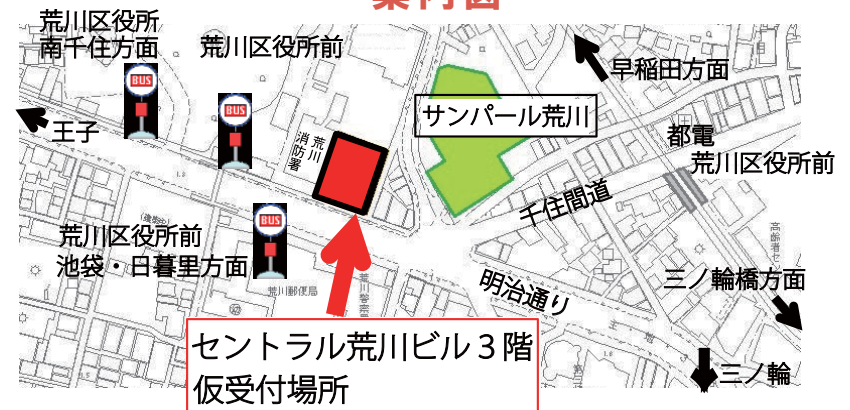 案内図
荒川区役所
南千住方面
荒川区役所前
BUS
BUS
王子
荒川
消防署
サンパール荒川
早稲田方面
都電
荒川区役所前
千住間道
荒川区役所前
池袋・日暮里方面
BUS
荒川郵便局
明治通り
三ノ輪橋方面
三ノ輪
セントラル荒川ビル３階
仮受付場所